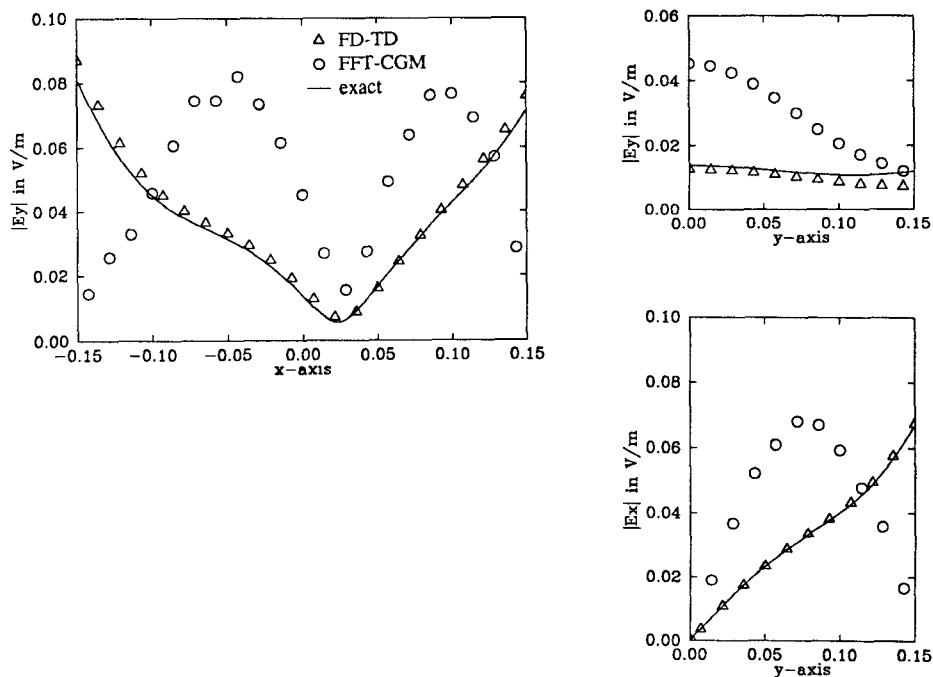 0.10
0.08
0.06
0.04
0.02
0.00
|Ey| in V/m
△ FD-TD
○ FFT-CGM
— exact
−0.15 −0.10 −0.05 0.00 0.05 0.10 0.15
x-axis
0.06
0.04
0.02
0.00
|Ey| in V/m
0.00 0.05 0.10 0.15
y-axis
0.10
0.08
0.06
0.04
0.02
0.00
|Ex| in V/m
0.00 0.05 0.10 0.15
y-axis